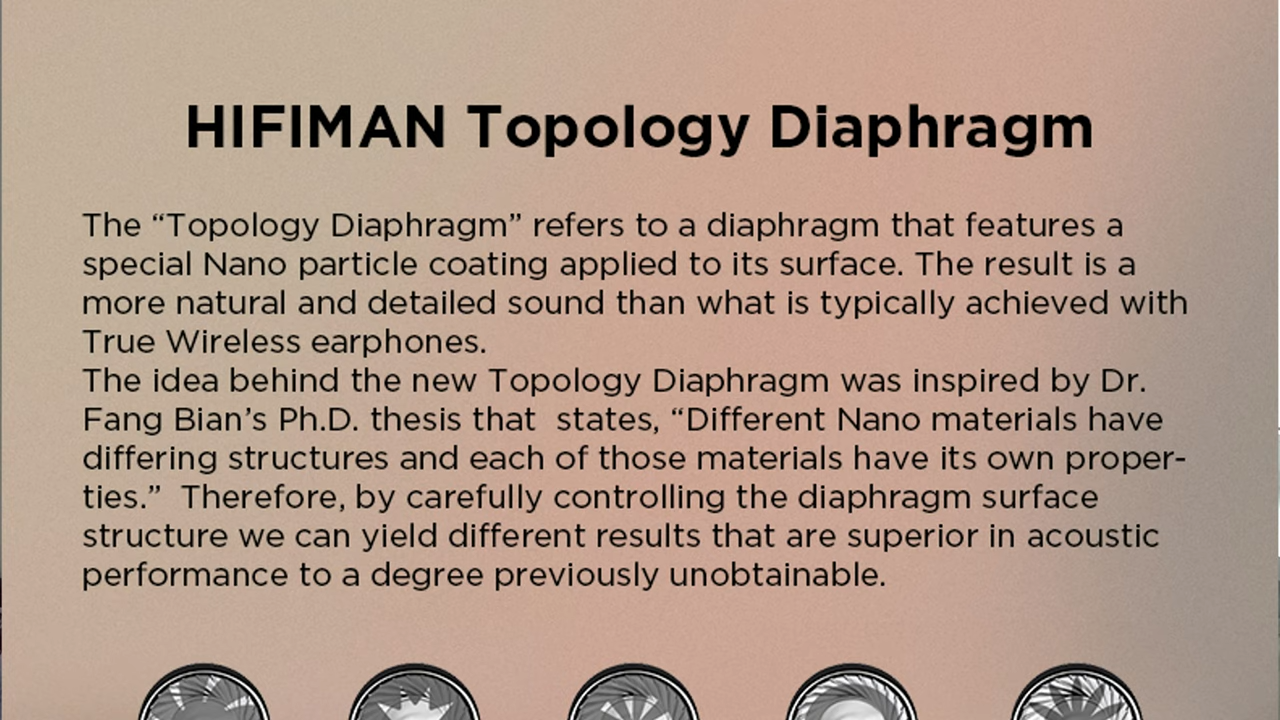 HIFIMAN Topology Diaphragm
The “Topology Diaphragm” refers to a diaphragm that features a
special Nano particle coating applied to its surface. The result is a
more natural and detailed sound than what is typically achieved with
True Wireless earphones.
The idea behind the new Topology Diaphragm was inspired by Dr.
Fang Bian’s Ph.D. thesis that  states, “Different Nano materials have
differing structures and each of those materials have its own proper-
ties.”  Therefore, by carefully controlling the diaphragm surface
structure we can yield different results that are superior in acoustic
performance to a degree previously unobtainable.